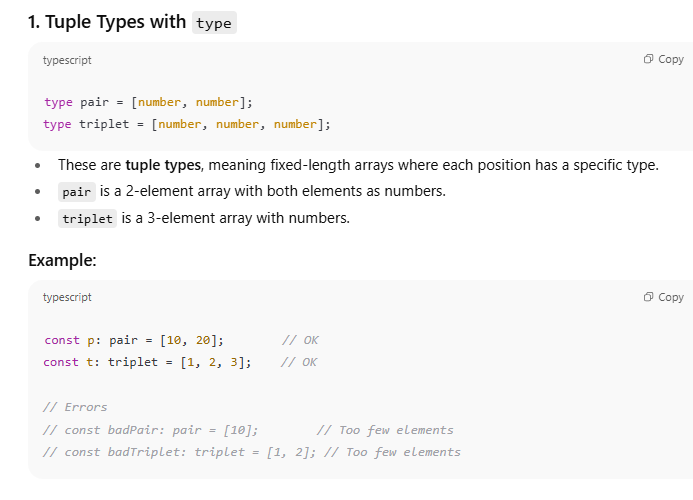 1. Tuple Types with type
typescript Copy
type pair = [number, number];
type triplet = [number, number, number];
• These are tuple types, meaning fixed-length arrays where each position has a specific type.
• pair is a 2-element array with both elements as numbers.
• triplet is a 3-element array with numbers.
Example:
typescript Copy
const p: pair = [10, 20];        // OK
const t: triplet = [1, 2, 3];    // OK
// Errors
// const badPair: pair = [10];        // Too few elements
// const badTriplet: triplet = [1, 2]; // Too few elements